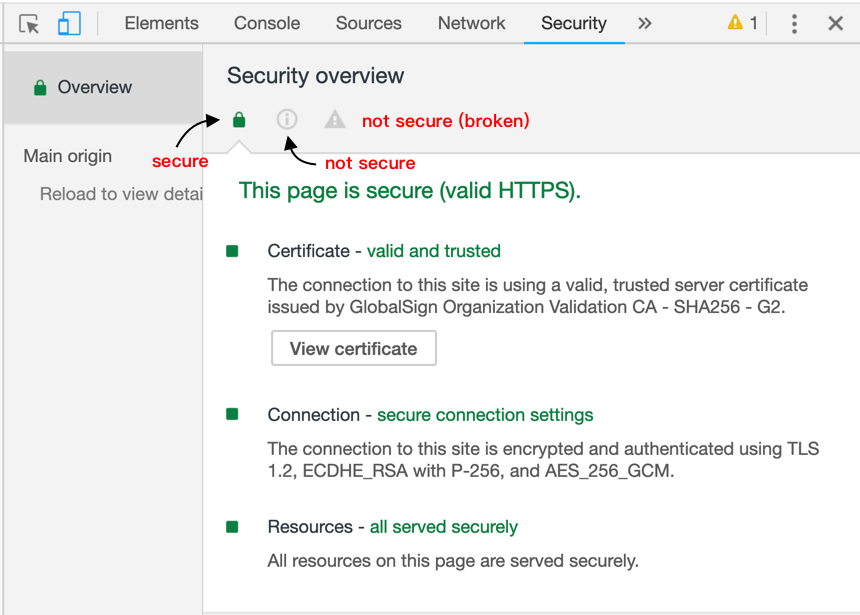 Elements Console Sources Network Security » 1
Overview
Security overview
not secure (broken)
Main origin
secure
not secure
Reload to view detai
This page is secure (valid HTTPS).
Certificate - valid and trusted
The connection to this site is using a valid, trusted server certificate
issued by GlobalSign Organization Validation CA - SHA256 - G2.
View certificate
Connection - secure connection settings
The connection to this site is encrypted and authenticated using TLS
1.2, ECDHE_RSA with P-256, and AES_256_GCM.
Resources - all served securely
All resources on this page are served securely.